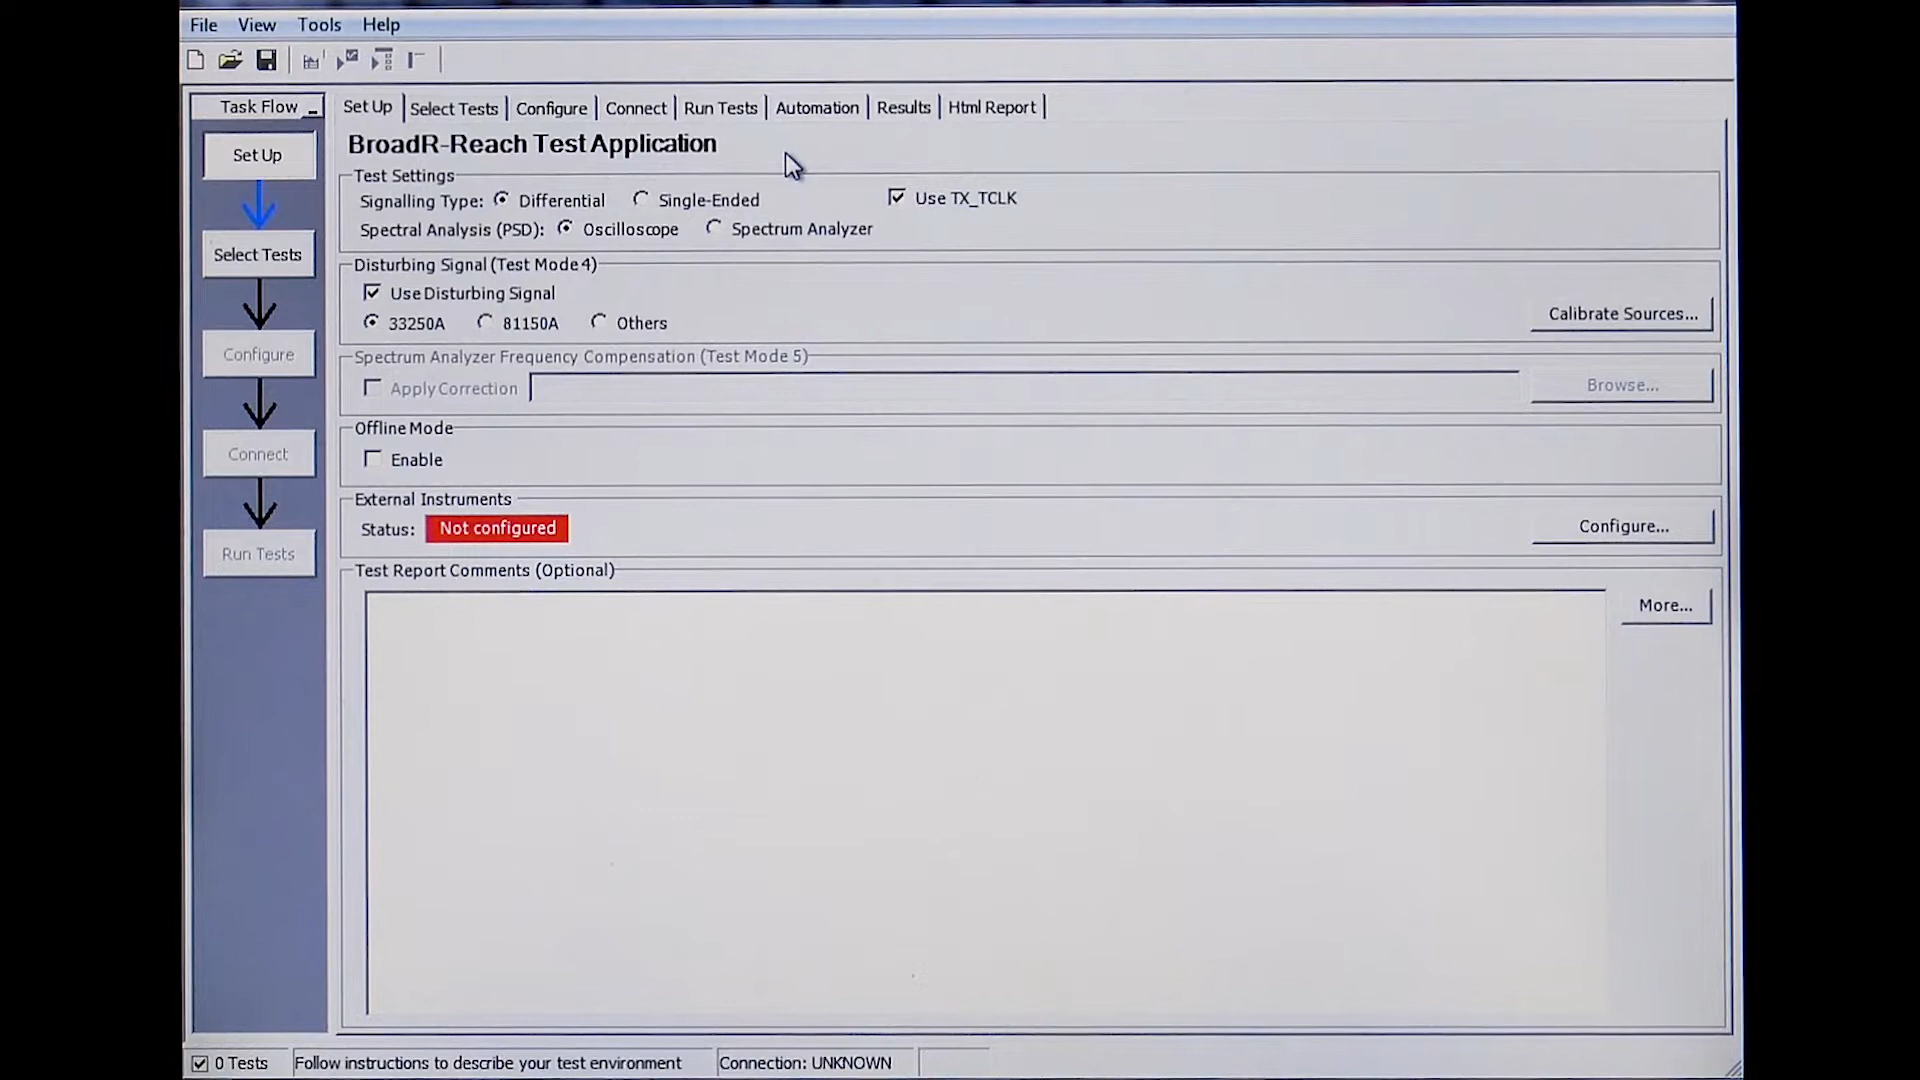 File View Tools Help
Task Flow
Set Up Select Tests Configure Connect Run Tests Automation Results Html Report
Set Up
Select Tests
Configure
Connect
Run Tests
BroadR-Reach Test Application
Test Settings
Signalling Type: Differential Single-Ended Use TX_TCLK
Spectral Analysis (PSD): Oscilloscope Spectrum Analyzer
Disturbing Signal (Test Mode 4)
Use Disturbing Signal
33250A 81150A Others Calibrate Sources...
Spectrum Analyzer Frequency Compensation (Test Mode 5)
Apply Correction Browse...
Offline Mode
Enable
External Instruments
Status: Not configured Configure...
Test Report Comments (Optional)
More...
0 Tests Follow instructions to describe your test environment Connection: UNKNOWN